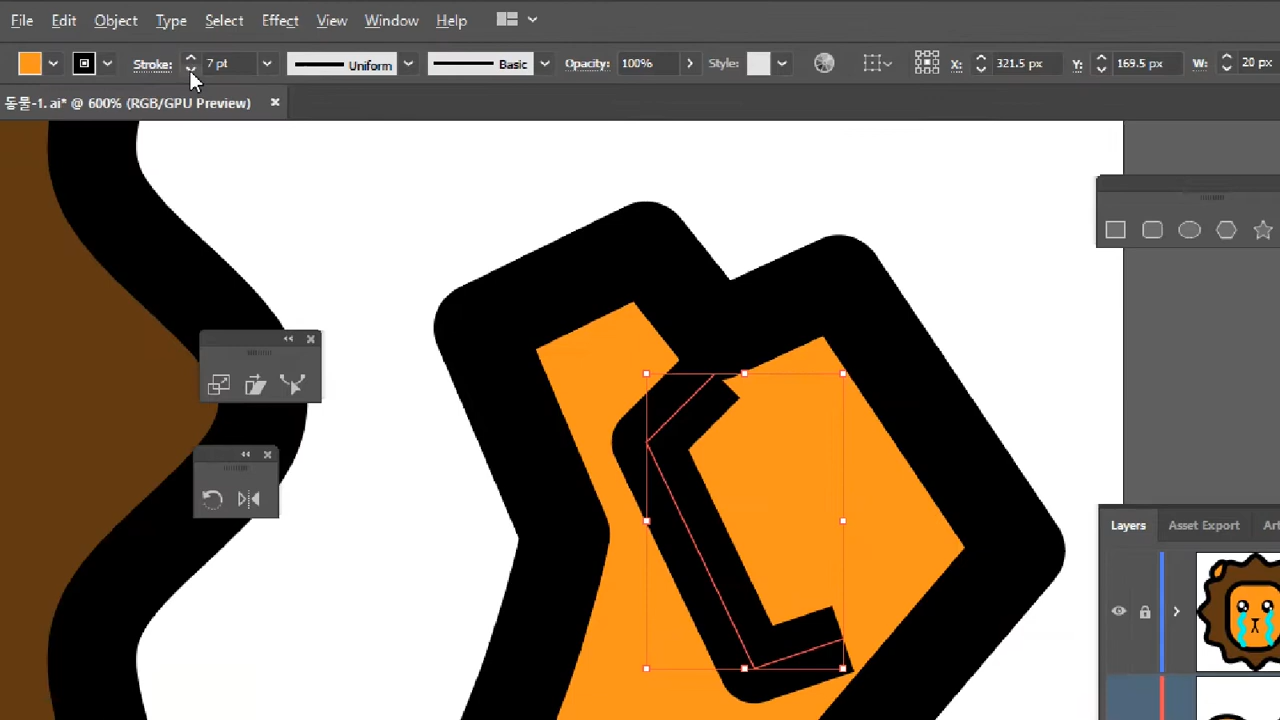 File Edit Object Type Select Effect View Window Help
Stroke: 7 pt Uniform Basic Opacity: 100% Style: X: 321.5 px Y: 169.5 px W: 20 px
동물-1.ai* @ 600% (RGB/GPU Preview)
Layers Asset Export Art